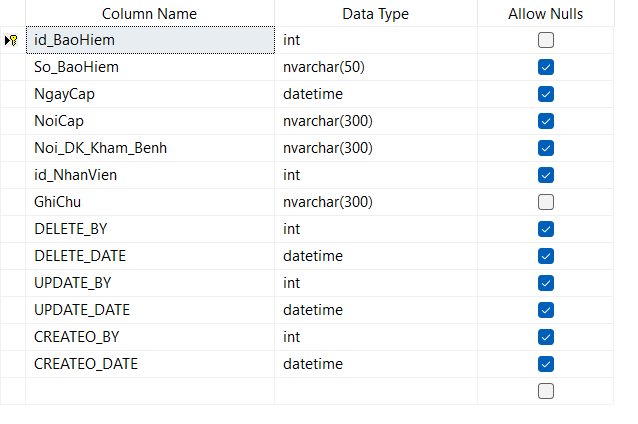 Column Name Data Type Allow Nulls
id_BaoHiem int
So_BaoHiem nvarchar(50)
NgayCap datetime
NoiCap nvarchar(300)
Noi_DK_Kham_Benh nvarchar(300)
id_NhanVien int
GhiChu nvarchar(300)
DELETE_BY int
DELETE_DATE datetime
UPDATE_BY int
UPDATE_DATE datetime
CREATEO_BY int
CREATEO_DATE datetime